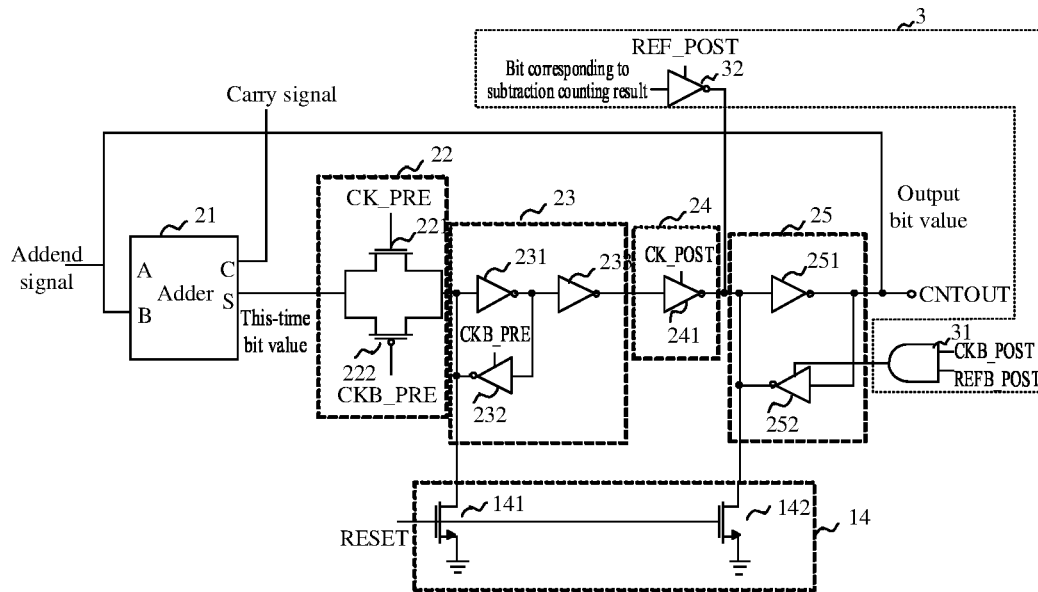 3
REF_POST
32
Bit corresponding to
subtraction counting result
Carry signal
22
CK_PRE
221
23
24
25
Output
bit value
21
Addend
signal
A
B
C
Adder
S
This-time
bit value
231
23
CK_POST
241
251
CNTOUT
CKB_PRE
232
222
CKB_PRE
31
CKB_POST
REFB_POST
252
141
142
14
RESET